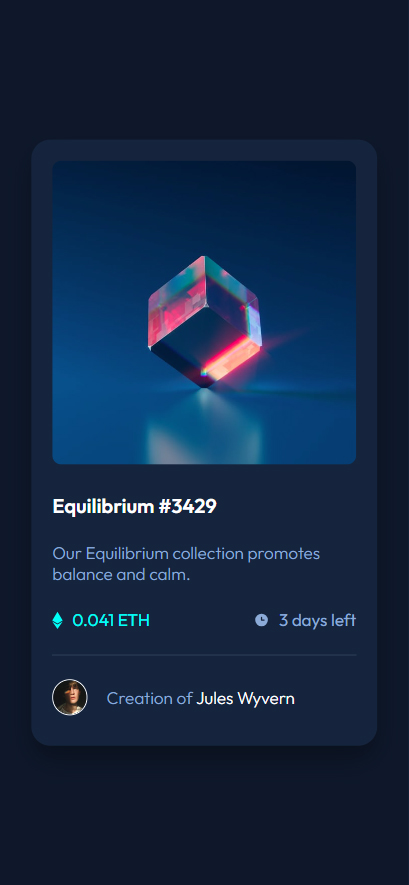 Equilibrium #3429
Our Equilibrium collection promotes
balance and calm.
0.041 ETH
3 days left
Creation of Jules Wyvern